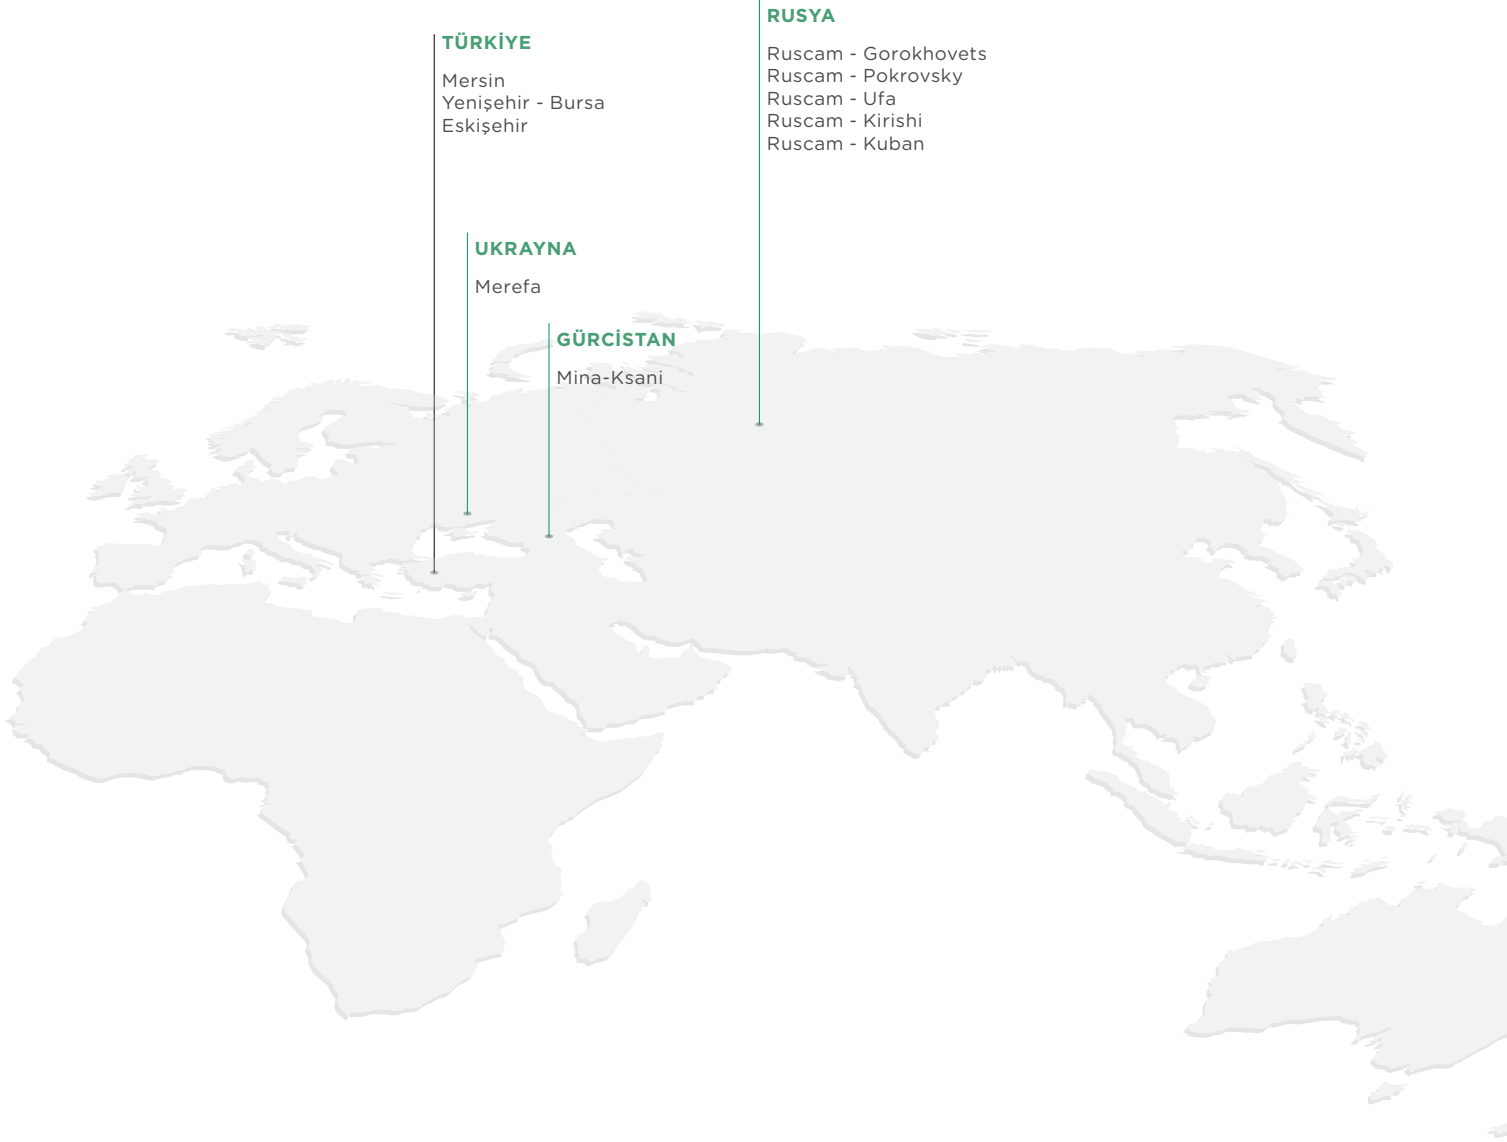 RUSYA
Ruscam - Gorokhovets
Ruscam - Pokrovsky
Ruscam - Ufa
Ruscam - Kirishi
Ruscam - Kuban
TÜRKİYE
Mersin
Yenişehir - Bursa
Eskişehir
UKRAYNA
Merefa
GÜRCİSTAN
Mina-Ksani